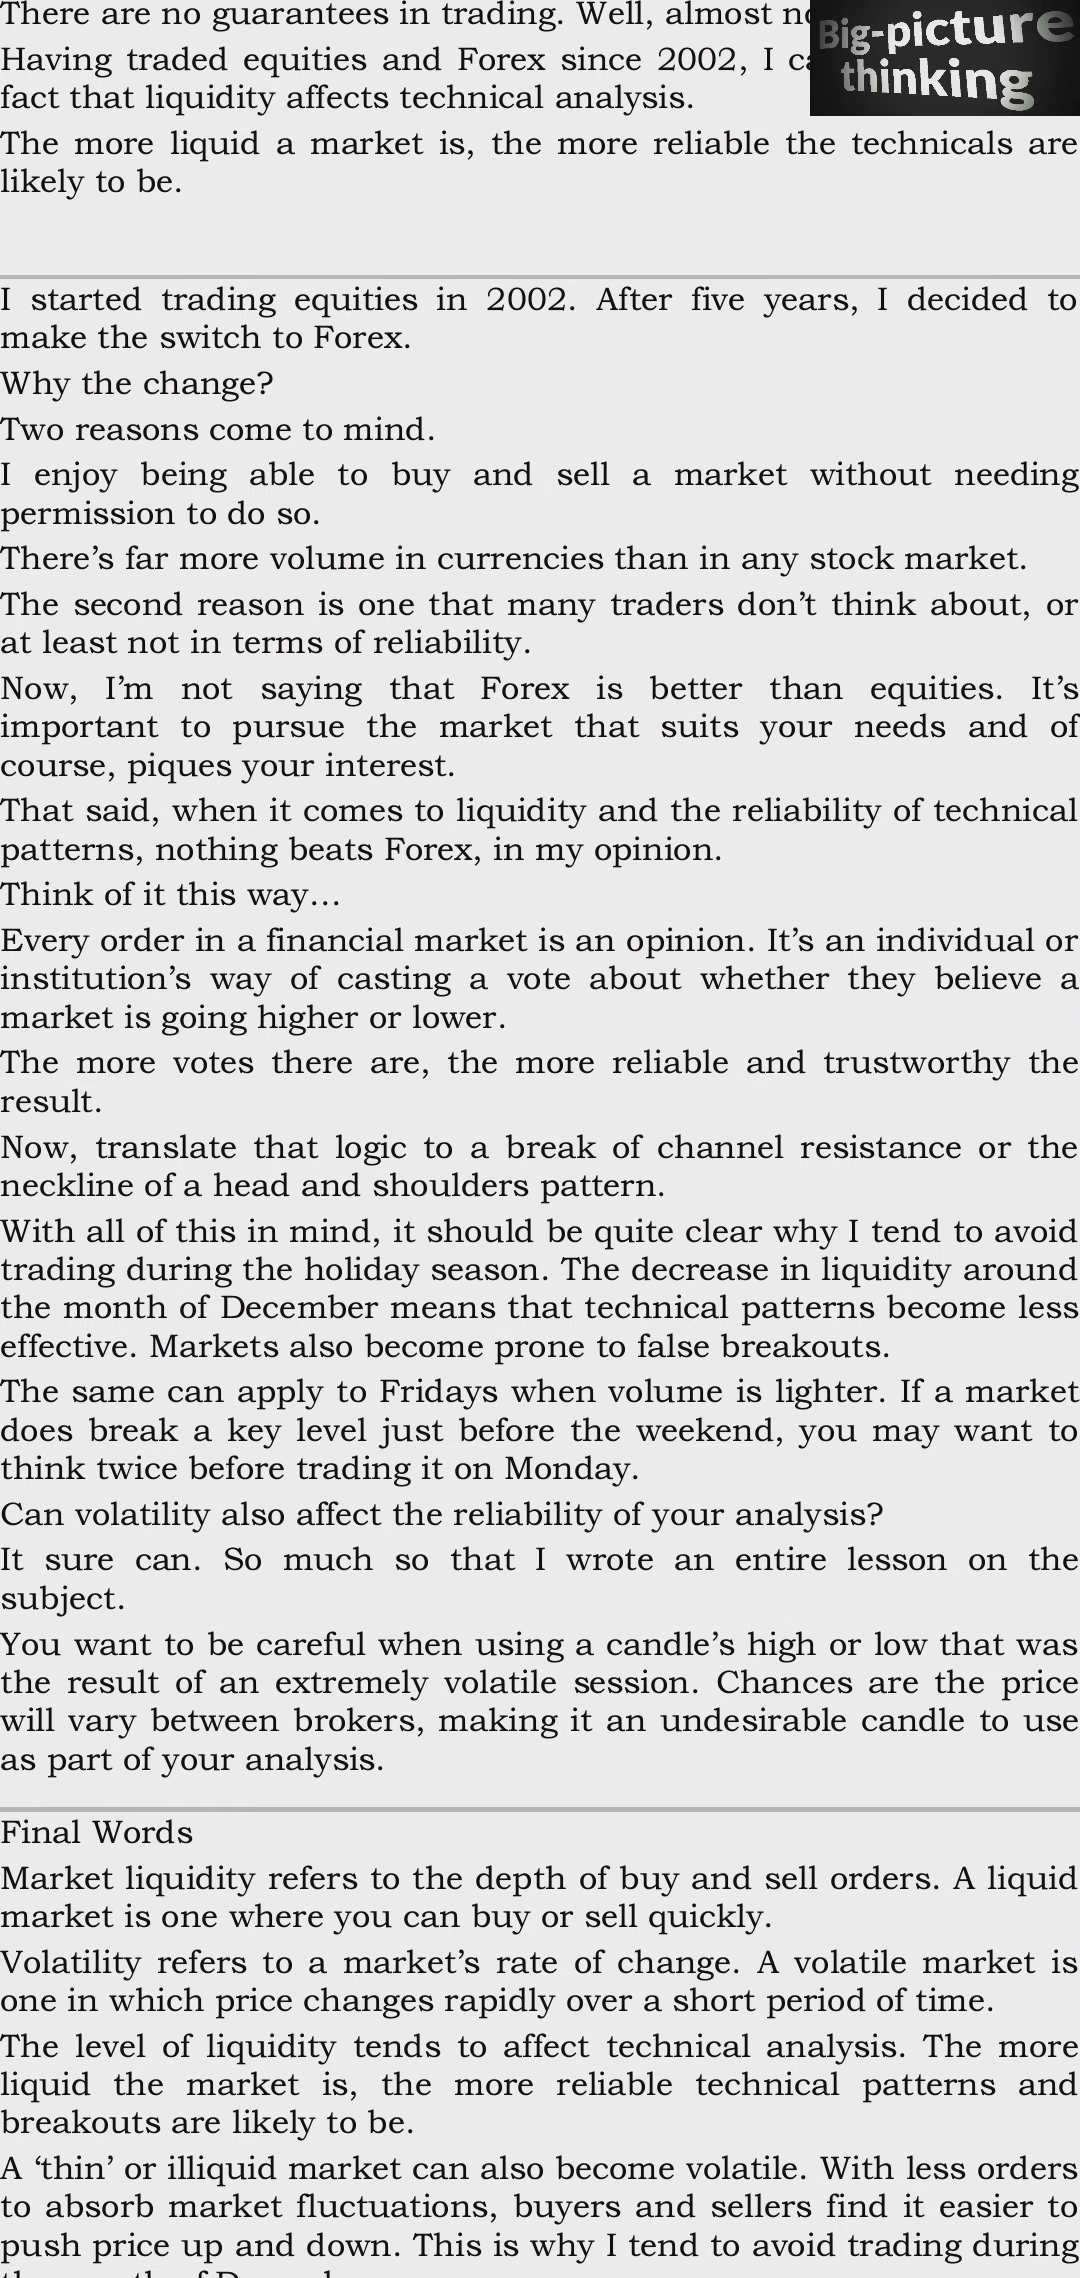 There are no guarantees in trading. Well, almost
Big-picture
thinking
Having traded equities and Forex since 2002, I
fact that liquidity affects technical analysis.
The more liquid a market is, the more reliable the technicals are
likely to be.
I started trading equities in 2002. After five years, I decided to
make the switch to Forex.
Why the change?
Two reasons come to mind.
I enjoy being able to buy and sell a market without needing
permission to do so.
There’s far more volume in currencies than in any stock market.
The second reason is one that many traders don’t think about, or
at least not in terms of reliability.
Now, I’m not saying that Forex is better than equities. It’s
important to pursue the market that suits your needs and of
course, piques your interest.
That said, when it comes to liquidity and the reliability of technical
patterns, nothing beats Forex, in my opinion.
Think of it this way…
Every order in a financial market is an opinion. It’s an individual or
institution’s way of casting a vote about whether they believe a
market is going higher or lower.
The more votes there are, the more reliable and trustworthy the
result.
Now, translate that logic to a break of channel resistance or the
neckline of a head and shoulders pattern.
With all of this in mind, it should be quite clear why I tend to avoid
trading during the holiday season. The decrease in liquidity around
the month of December means that technical patterns become less
effective. Markets also become prone to false breakouts.
The same can apply to Fridays when volume is lighter. If a market
does break a key level just before the weekend, you may want to
think twice before trading it on Monday.
Can volatility also affect the reliability of your analysis?
It sure can. So much so that I wrote an entire lesson on the
subject.
You want to be careful when using a candle’s high or low that was
the result of an extremely volatile session. Chances are the price
will vary between brokers, making it an undesirable candle to use
as part of your analysis.
Final Words
Market liquidity refers to the depth of buy and sell orders. A liquid
market is one where you can buy or sell quickly.
Volatility refers to a market’s rate of change. A volatile market is
one in which price changes rapidly over a short period of time.
The level of liquidity tends to affect technical analysis. The more
liquid the market is, the more reliable technical patterns and
breakouts are likely to be.
A ‘thin’ or illiquid market can also become volatile. With less orders
to absorb market fluctuations, buyers and sellers find it easier to
push price up and down. This is why I tend to avoid trading during